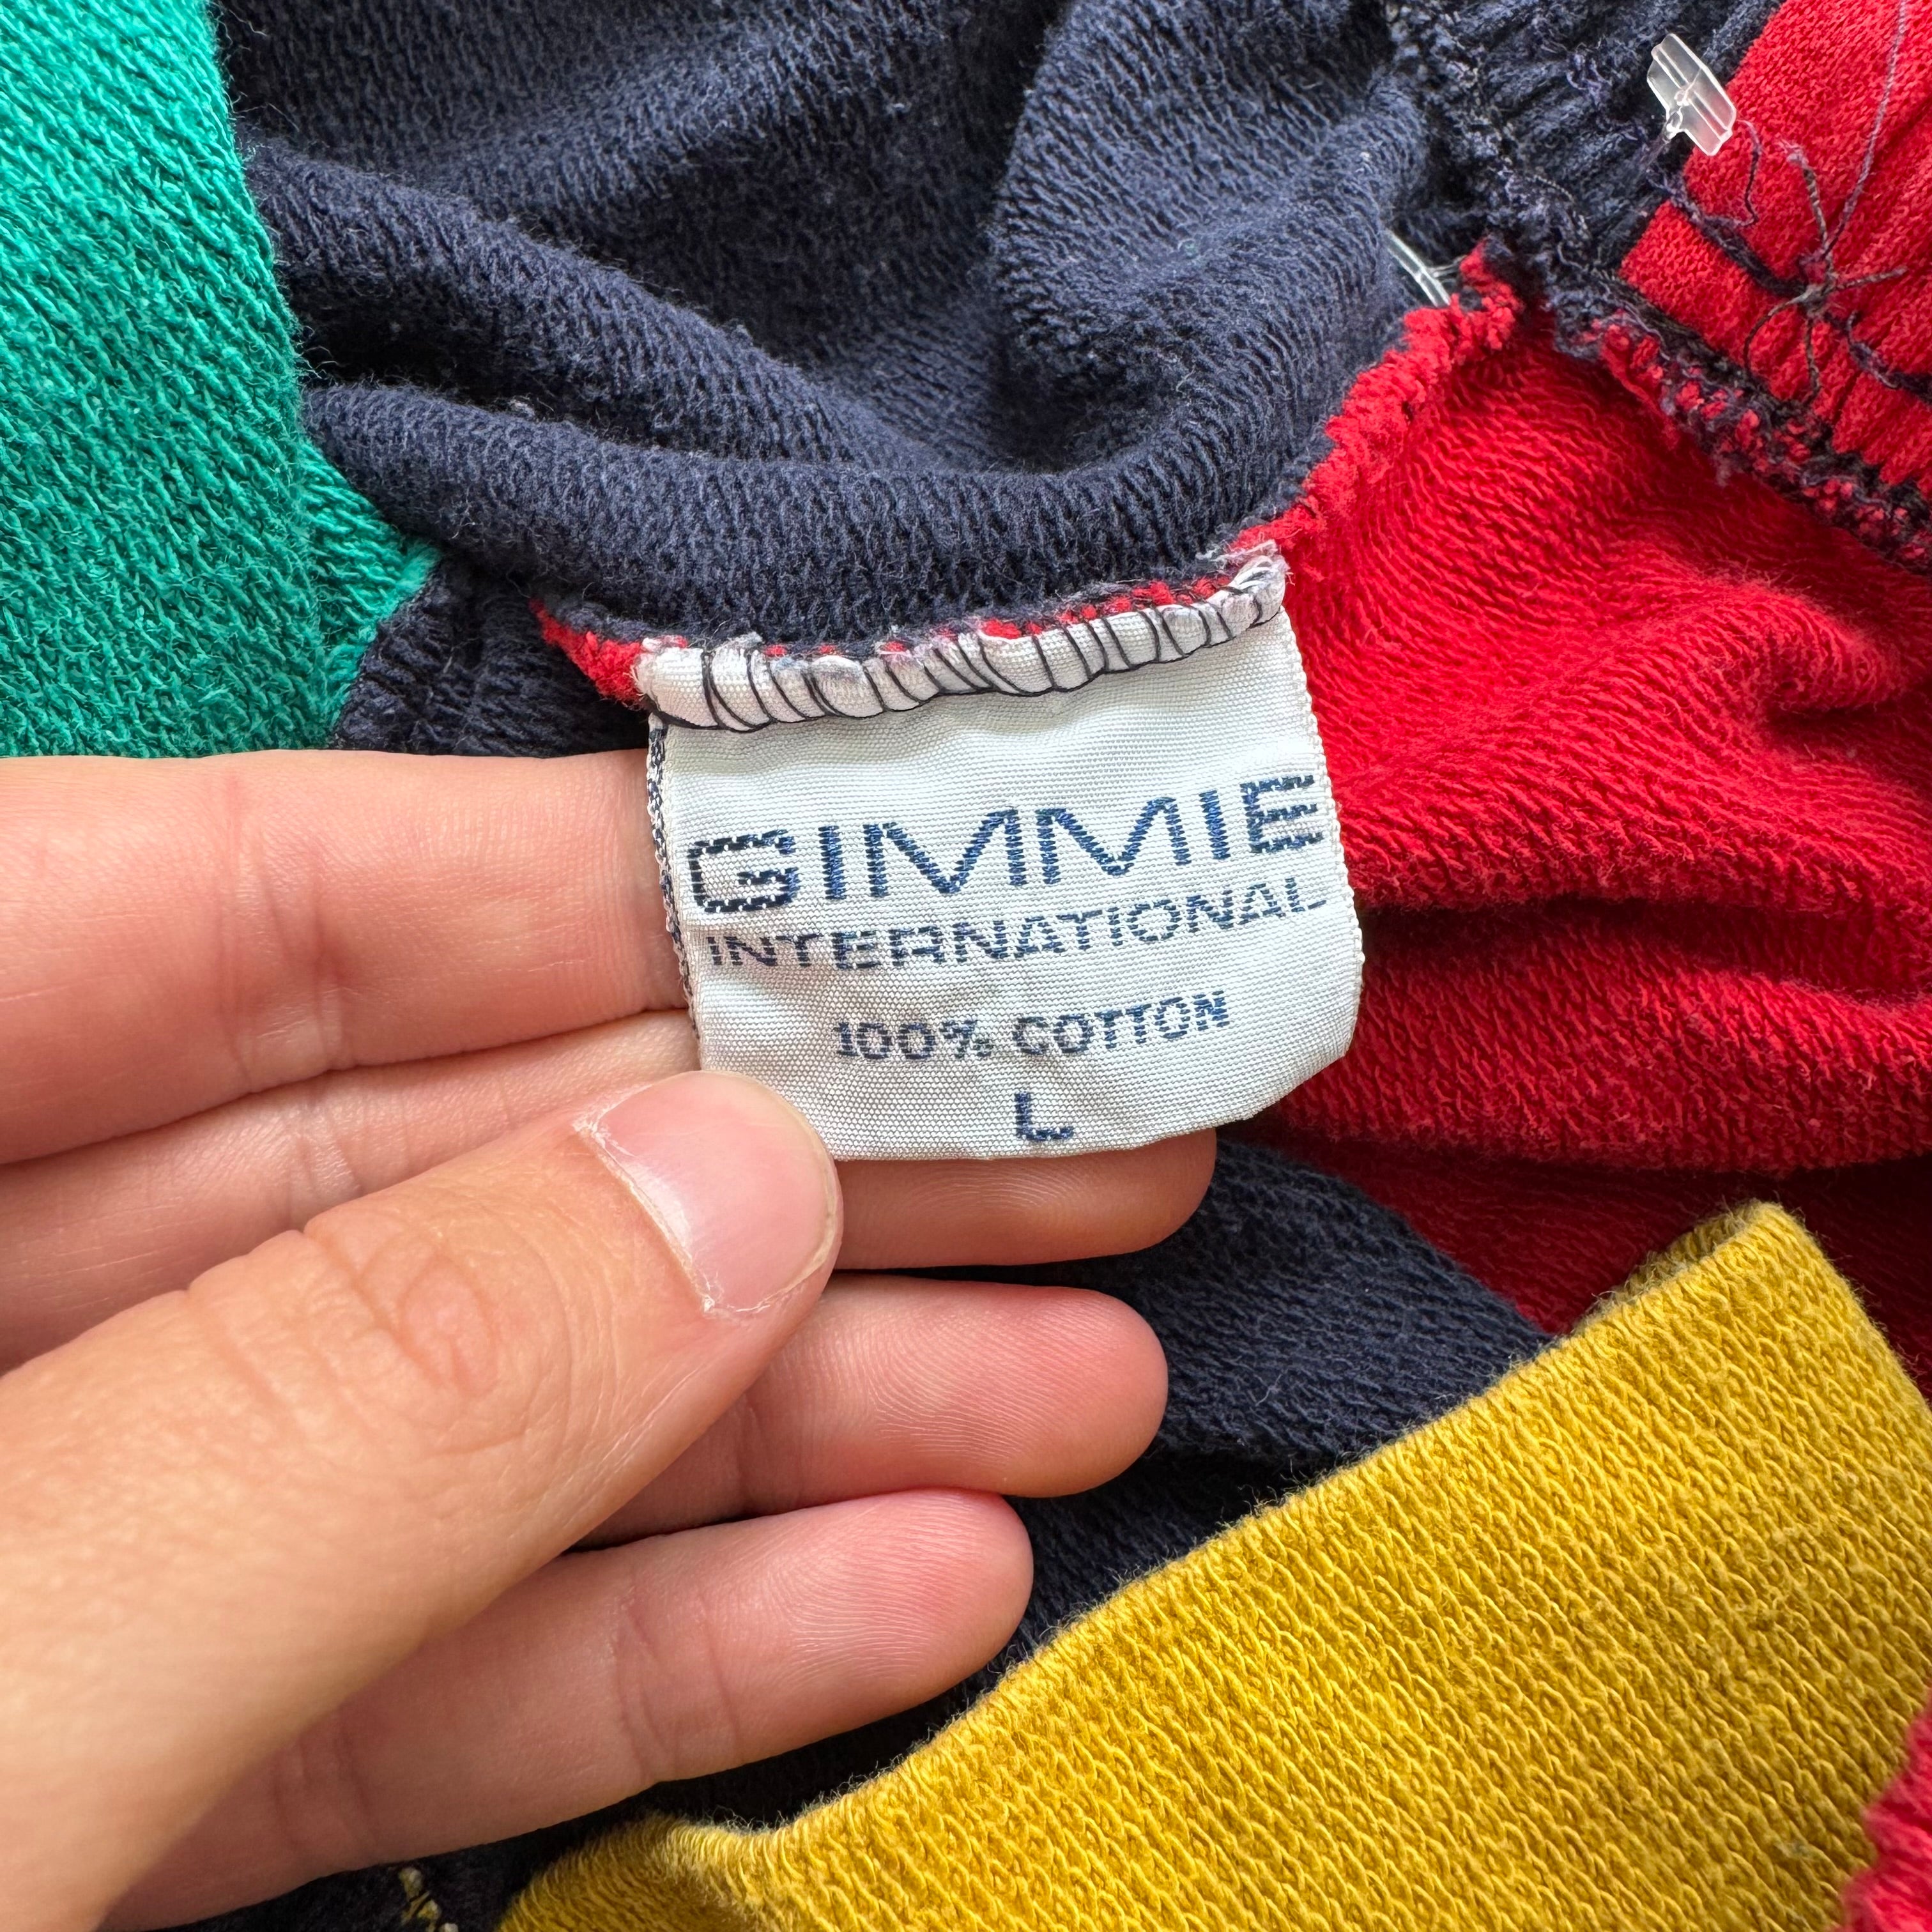 GIMMIE
INTERNATIONAL
100% COTTON
L